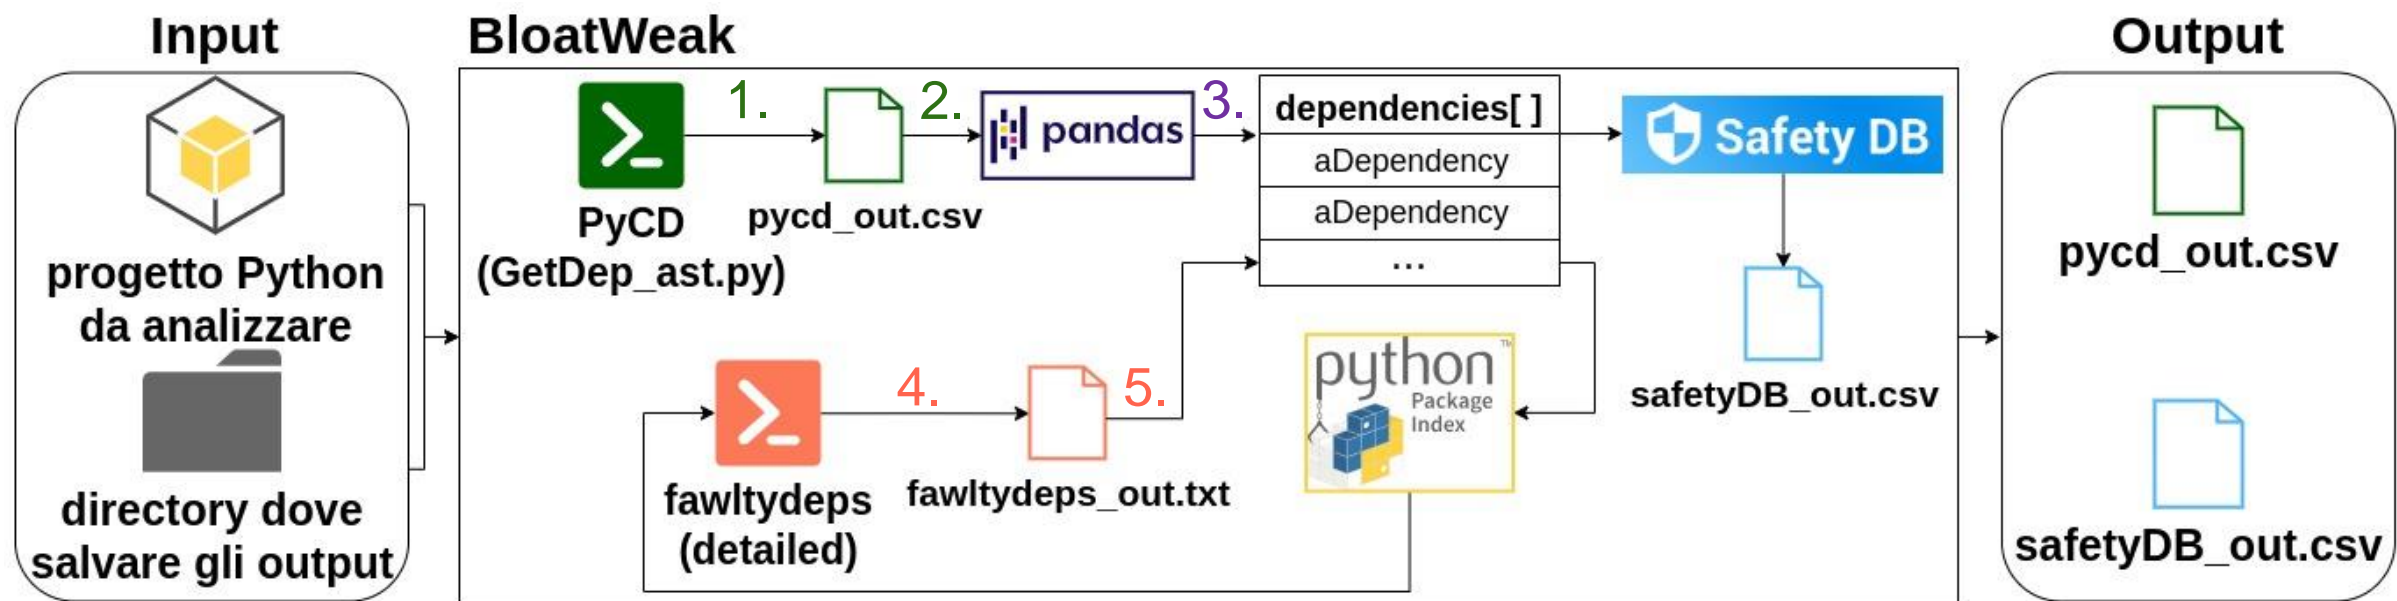 Input
progetto Python
da analizzare
directory dove
salvare gli output
BloatWeak
PyCD
(GetDep_ast.py)
1.
pycd_out.csv
2.
pandas
3.
dependencies[ ]
aDependency
aDependency
...
Safety DB
safetyDB_out.csv
python
TM
Package
Index
fawltydeps
(detailed)
4.
fawltydeps_out.txt
5.
Output
pycd_out.csv
safetyDB_out.csv